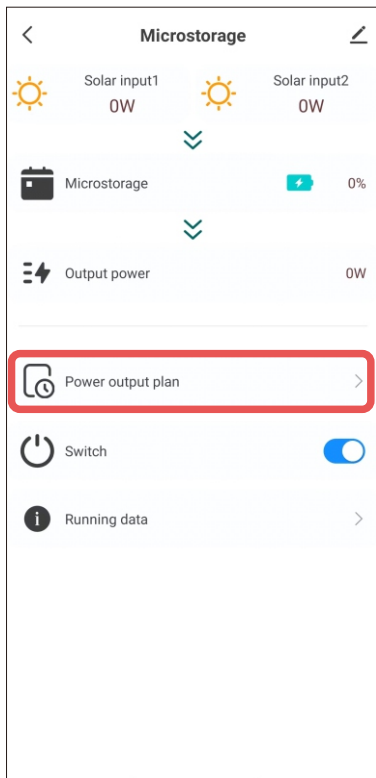 Microstorage
Solar input1
Solar input2
0W
0W
Microstorage
0%
Output power
0W
Power output plan
Switch
Running data